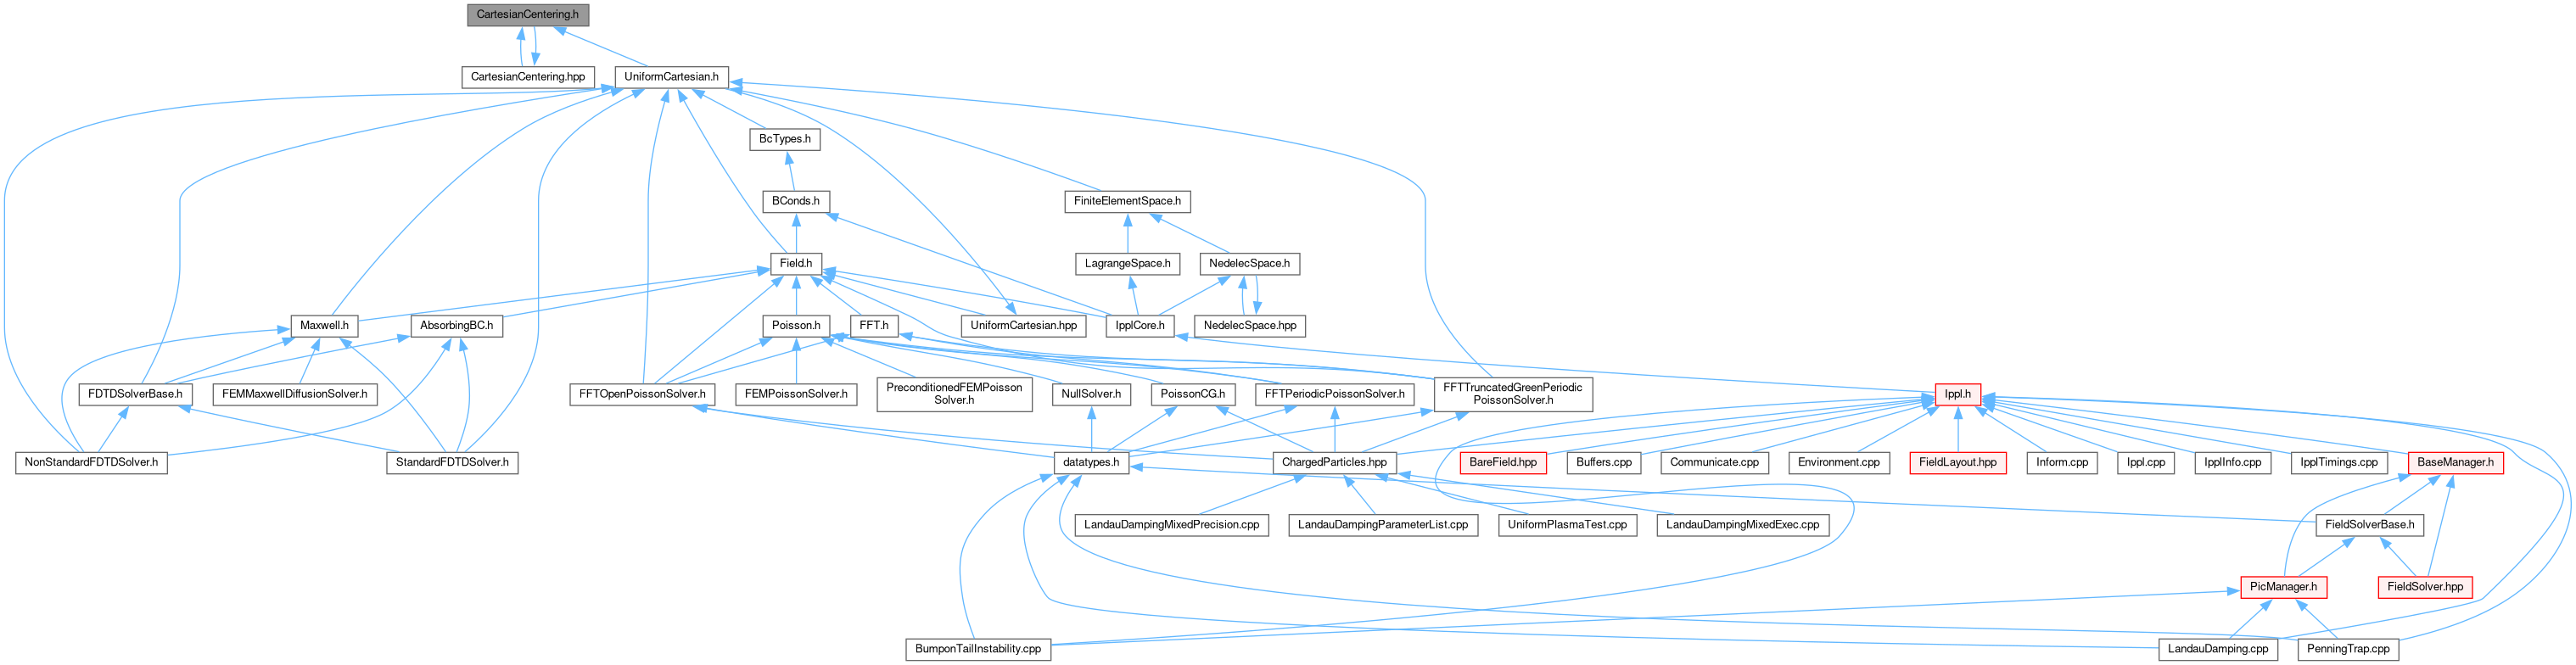 CartesianCentering.h
CartesianCentering.hpp
UniformCartesian.h
BcTypes.h
BConds.h
FiniteElementSpace.h
Field.h
LagrangeSpace.h
NedelecSpace.h
Maxwell.h
AbsorbingBC.h
Poisson.h
FFT.h
UniformCartesian.hpp
IpplCore.h
NedelecSpace.hpp
FDTDSolverBase.h
FEMMaxwellDiffusionSolver.h
FFTOpenPoissonSolver.h
FEMPoissonSolver.h
PreconditionedFEMPoisson
Solver.h
NullSolver.h
PoissonCG.h
FFTPeriodicPoissonSolver.h
FFTTruncatedGreenPeriodic
PoissonSolver.h
Ippl.h
NonStandardFDTDSolver.h
StandardFDTDSolver.h
datatypes.h
ChargedParticles.hpp
BareField.hpp
Buffers.cpp
Communicate.cpp
Environment.cpp
FieldLayout.hpp
Inform.cpp
Ippl.cpp
IpplInfo.cpp
IpplTimings.cpp
BaseManager.h
LandauDampingMixedPrecision.cpp
LandauDampingParameterList.cpp
UniformPlasmaTest.cpp
LandauDampingMixedExec.cpp
FieldSolverBase.h
PicManager.h
FieldSolver.hpp
BumponTailInstability.cpp
LandauDamping.cpp
PenningTrap.cpp